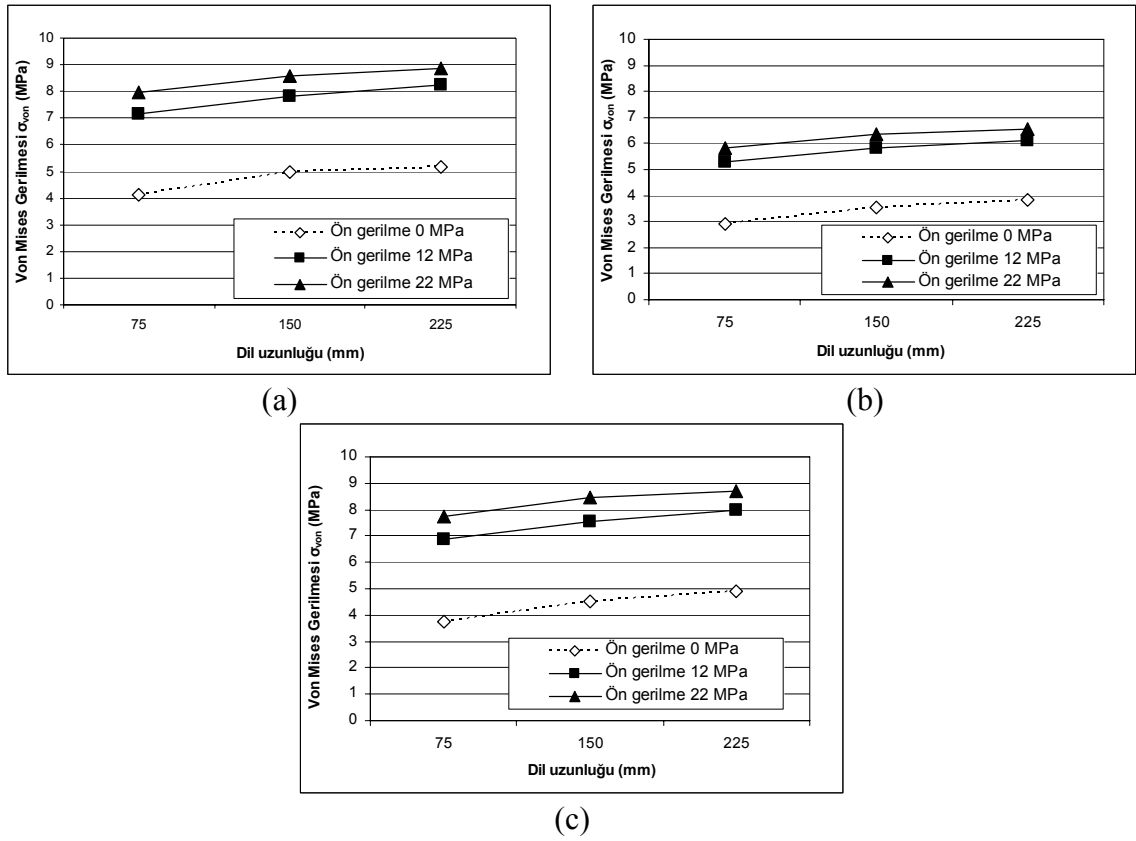 Von Mises Gerilmesi σvon (MPa)
10
9
8
7
6
5
4
3
2
1
0
Ön gerilme 0 MPa
Ön gerilme 12 MPa
Ön gerilme 22 MPa
75 150 225
Dil uzunluğu (mm)
(a)
Von Mises Gerilmesi σvon (MPa)
10
9
8
7
6
5
4
3
2
1
0
Ön gerilme 0 MPa
Ön gerilme 12 MPa
Ön gerilme 22 MPa
75 150 225
Dil uzunluğu (mm)
(b)
Von Mises Gerilmesi σvon (MPa)
10
9
8
7
6
5
4
3
2
1
0
Ön gerilme 0 MPa
Ön gerilme 12 MPa
Ön gerilme 22 MPa
75 150 225
Dil uzunluğu (mm)
(c)